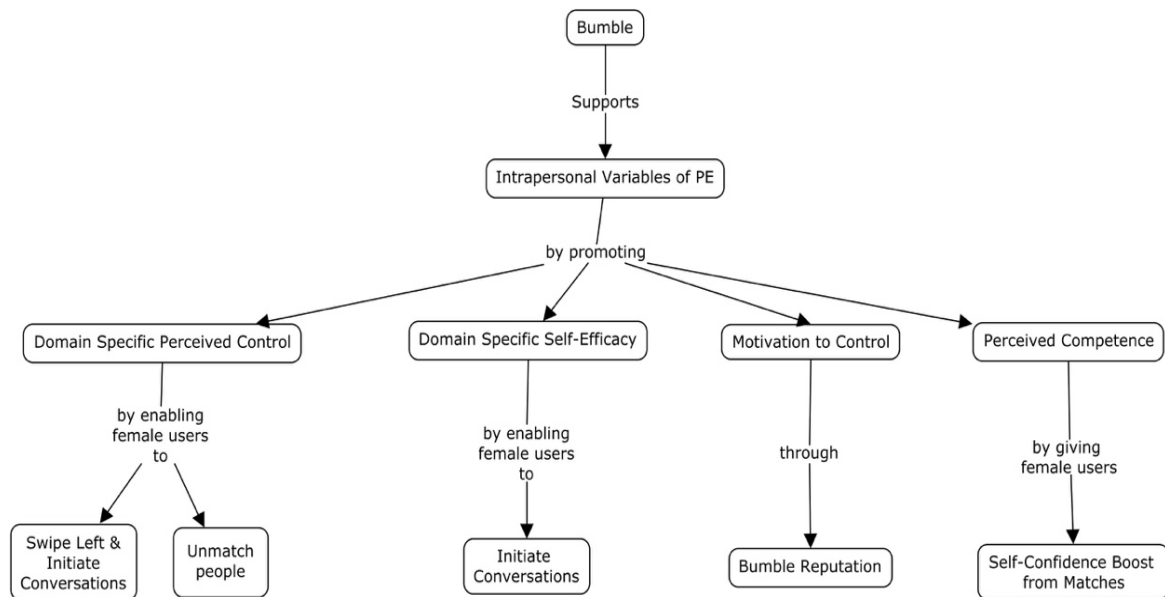 Bumble
Supports
Intrapersonal Variables of PE
by promoting
Domain Specific Perceived Control
Domain Specific Self-Efficacy
Motivation to Control
Perceived Competence
by enabling
female users
to
by enabling
female users
to
through
by giving
female users
Swipe Left &
Initiate
Conversations
Unmatch
people
Initiate
Conversations
Bumble Reputation
Self-Confidence Boost
from Matches